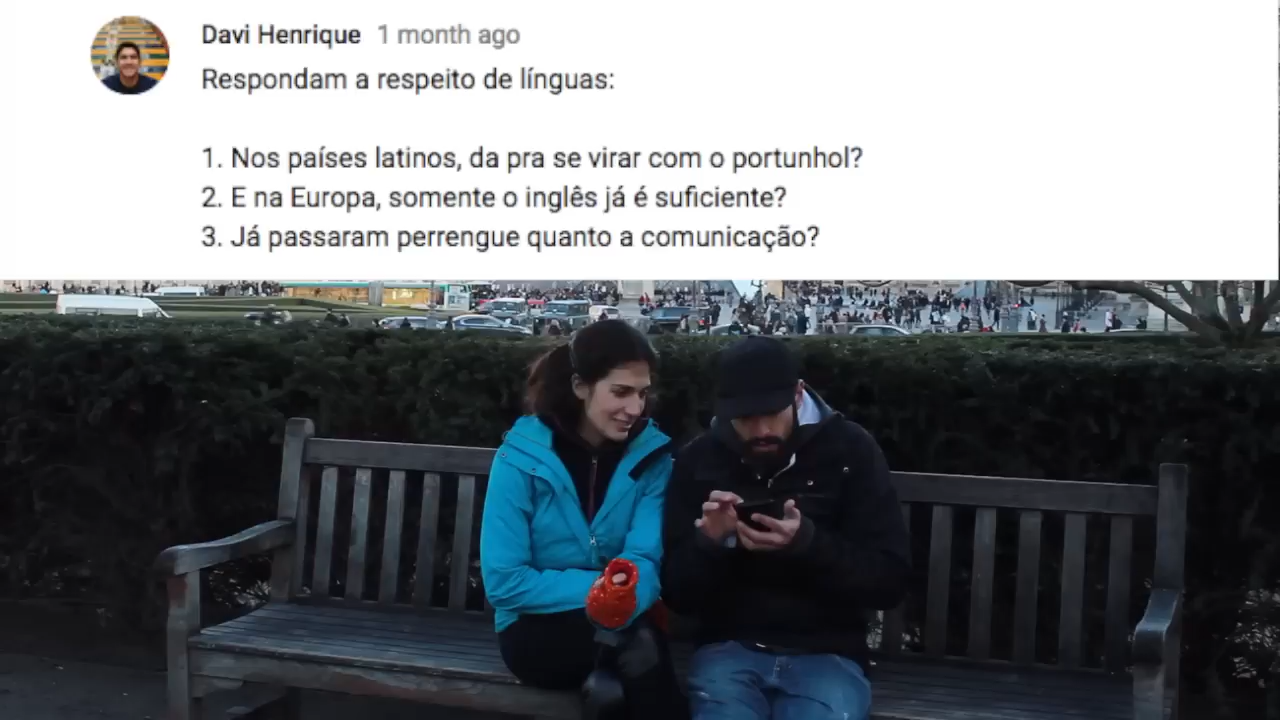 Davi Henrique 1 month ago
Respondam a respeito de línguas:
1. Nos países latinos, da pra se virar com o portunhol?
2. E na Europa, somente o inglês já é suficiente?
3. Já passaram perrengue quanto a comunicação?